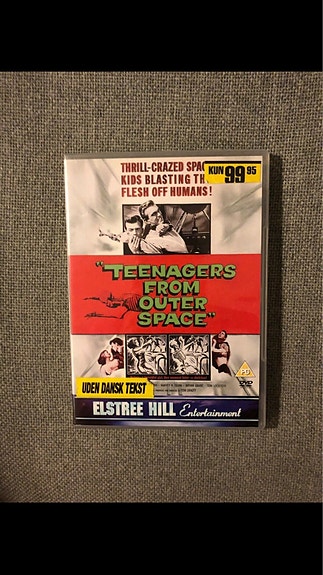 THRILL-CRAZED SPAC
KUN 99 95
KIDS BLASTING TH
FLESH OFF HUMANS!
"TEENAGERS
FROM
OUTER
SPACE"
UDEN DANSK TEKST
PG
DVD
ELSTREE HILL Entertainment